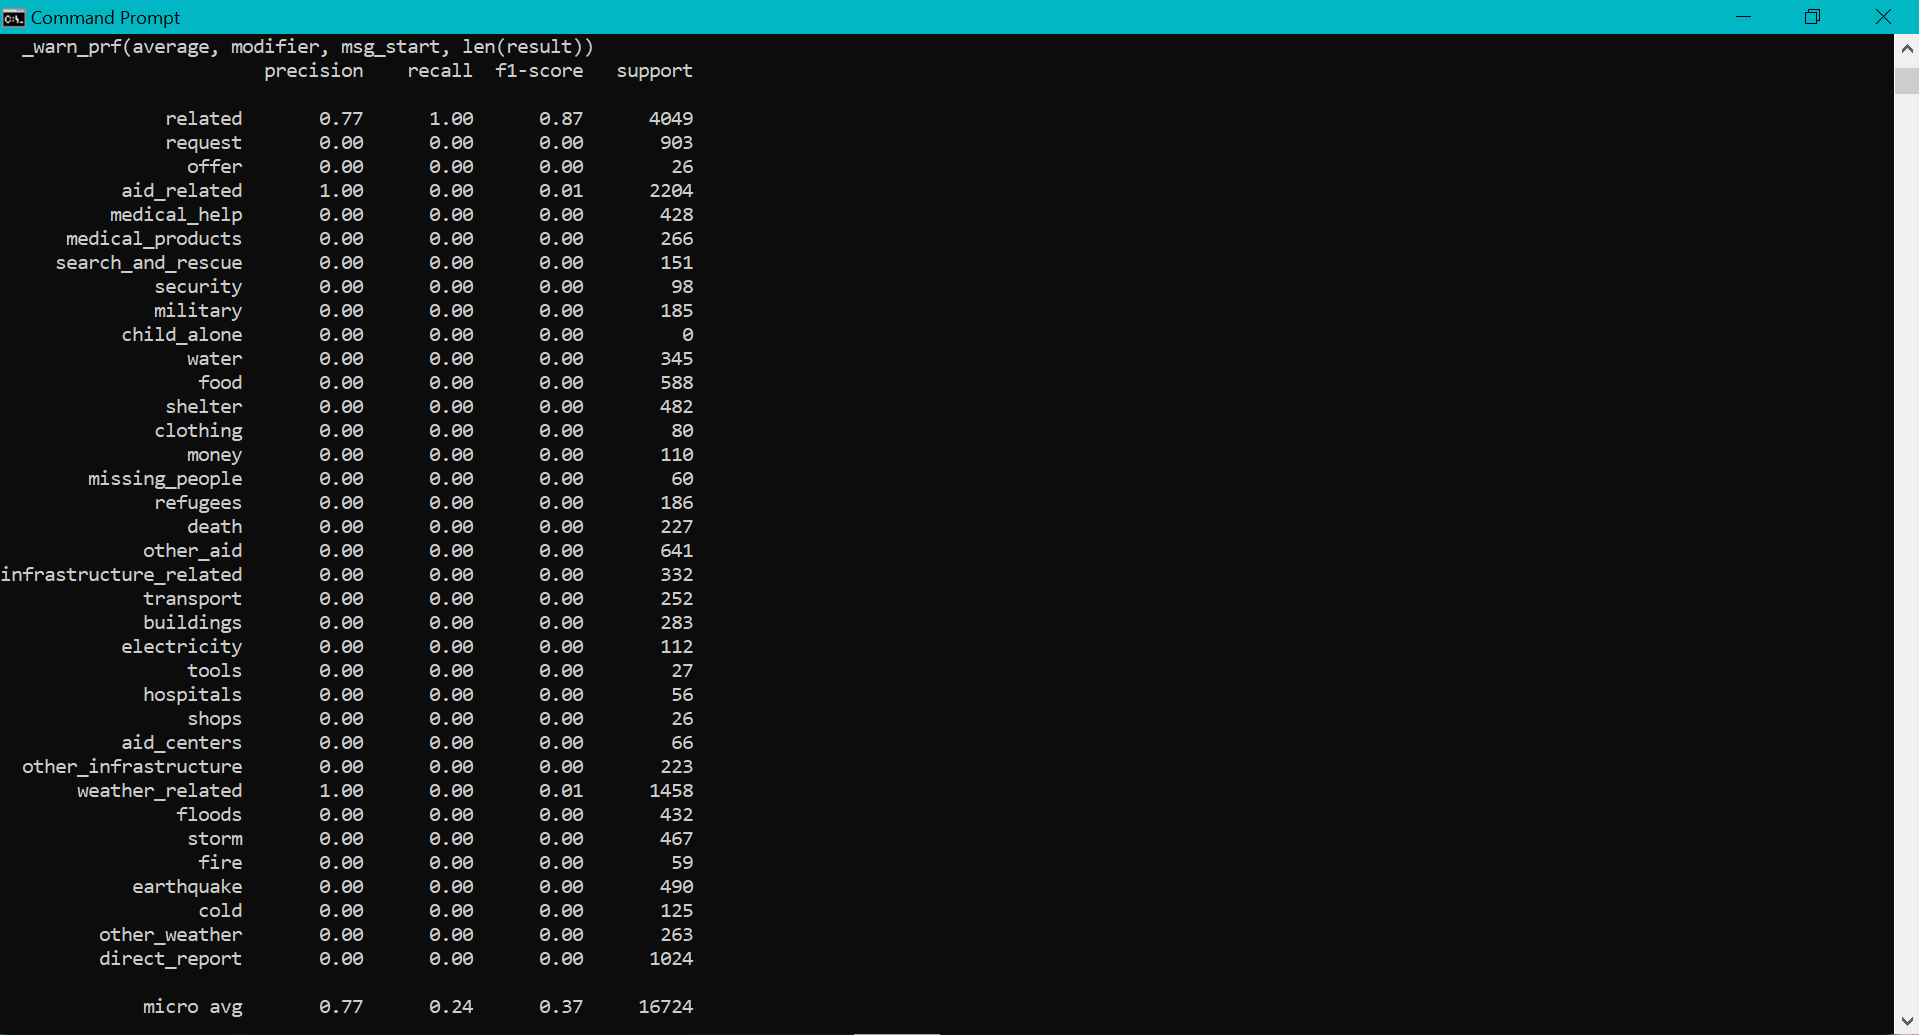 Command Prompt
_warn_prf(average, modifier, msg_start, len(result))
precision recall f1-score support
related 0.77 1.00 0.87 4049
request 0.00 0.00 0.00 903
offer 0.00 0.00 0.00 26
aid_related 1.00 0.00 0.01 2204
medical_help 0.00 0.00 0.00 428
medical_products 0.00 0.00 0.00 266
search_and_rescue 0.00 0.00 0.00 151
security 0.00 0.00 0.00 98
military 0.00 0.00 0.00 185
child_alone 0.00 0.00 0.00 0
water 0.00 0.00 0.00 345
food 0.00 0.00 0.00 588
shelter 0.00 0.00 0.00 482
clothing 0.00 0.00 0.00 80
money 0.00 0.00 0.00 110
missing_people 0.00 0.00 0.00 60
refugees 0.00 0.00 0.00 186
death 0.00 0.00 0.00 227
other_aid 0.00 0.00 0.00 641
infrastructure_related 0.00 0.00 0.00 332
transport 0.00 0.00 0.00 252
buildings 0.00 0.00 0.00 283
electricity 0.00 0.00 0.00 112
tools 0.00 0.00 0.00 27
hospitals 0.00 0.00 0.00 56
shops 0.00 0.00 0.00 26
aid_centers 0.00 0.00 0.00 66
other_infrastructure 0.00 0.00 0.00 223
weather_related 1.00 0.00 0.01 1458
floods 0.00 0.00 0.00 432
storm 0.00 0.00 0.00 467
fire 0.00 0.00 0.00 59
earthquake 0.00 0.00 0.00 490
cold 0.00 0.00 0.00 125
other_weather 0.00 0.00 0.00 263
direct_report 0.00 0.00 0.00 1024
micro avg 0.77 0.24 0.37 16724